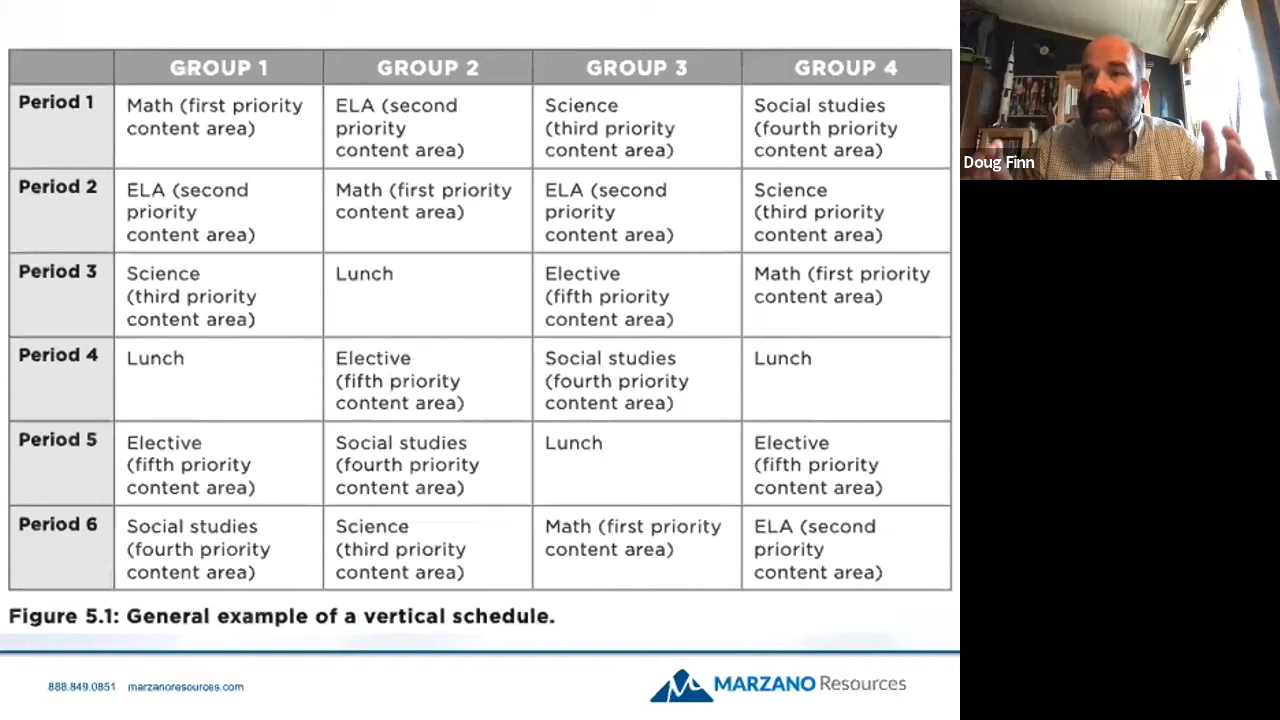 GROUP 1 GROUP 2 GROUP 3 GROUP 4
Period 1
Math (first priority
content area)
ELA (second
priority
content area)
Science
(third priority
content area)
Social studies
(fourth priority
content area)
Period 2
ELA (second
priority
content area)
Math (first priority
content area)
ELA (second
priority
content area)
Science
(third priority
content area)
Period 3
Science
(third priority
content area)
Lunch
Elective
(fifth priority
content area)
Math (first priority
content area)
Period 4
Lunch
Elective
(fifth priority
content area)
Social studies
(fourth priority
content area)
Lunch
Period 5
Elective
(fifth priority
content area)
Social studies
(fourth priority
content area)
Lunch
Elective
(fifth priority
content area)
Period 6
Social studies
(fourth priority
content area)
Science
(third priority
content area)
Math (first priority
content area)
ELA (second
priority
content area)
Figure 5.1: General example of a vertical schedule.
888.849.0851 marzanoresources.com
MARZANO Resources
Doug Finn